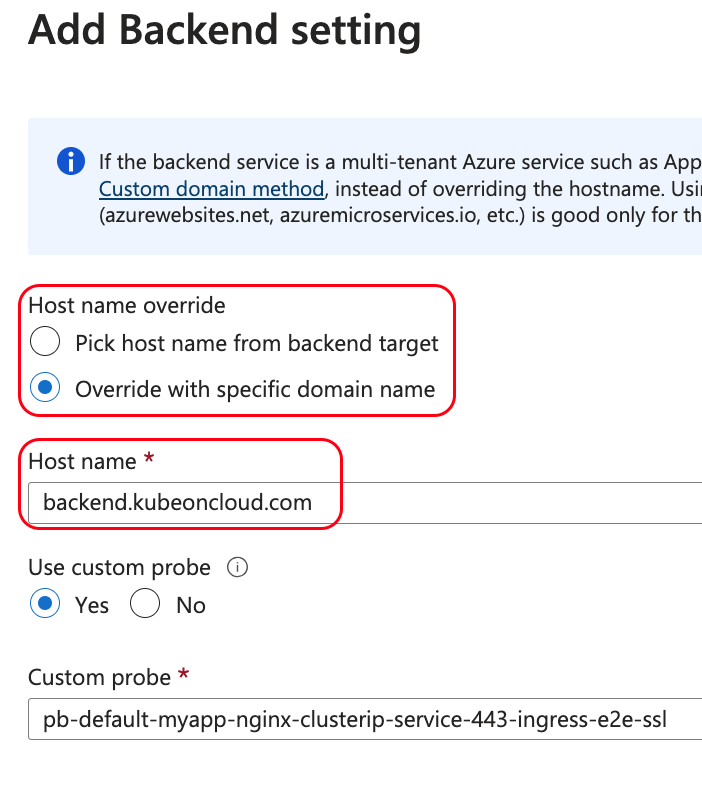 Add Backend setting
If the backend service is a multi-tenant Azure service such as App
Custom domain method, instead of overriding the hostname. Usi
(azurewebsites.net, azuremicroservices.io, etc.) is good only for th
Host name override
Pick host name from backend target
Override with specific domain name
Host name *
backend.kubeoncloud.com
Use custom probe
Yes No
Custom probe *
pb-default-myapp-nginx-clusterip-service-443-ingress-e2e-ssl